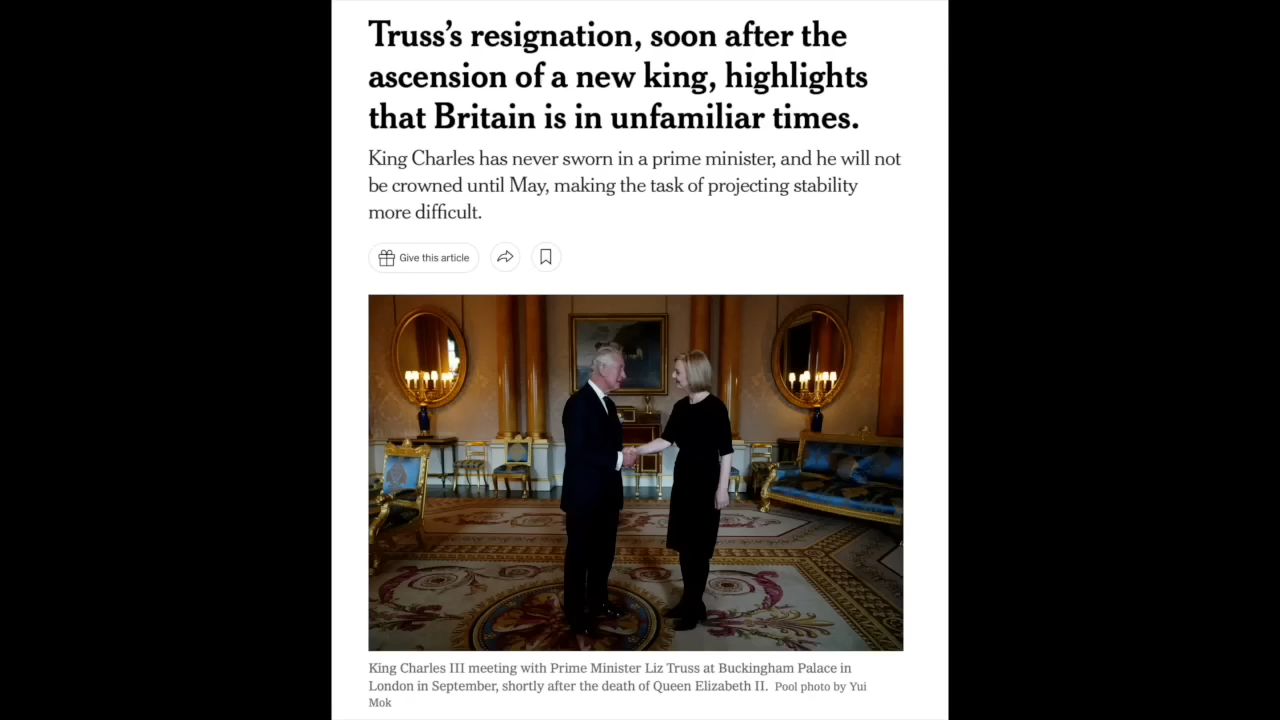 Truss’s resignation, soon after the
ascension of a new king, highlights
that Britain is in unfamiliar times.
King Charles has never sworn in a prime minister, and he will not
be crowned until May, making the task of projecting stability
more difficult.
Give this article
King Charles III meeting with Prime Minister Liz Truss at Buckingham Palace in
London in September, shortly after the death of Queen Elizabeth II. Pool photo by Yui
Mok